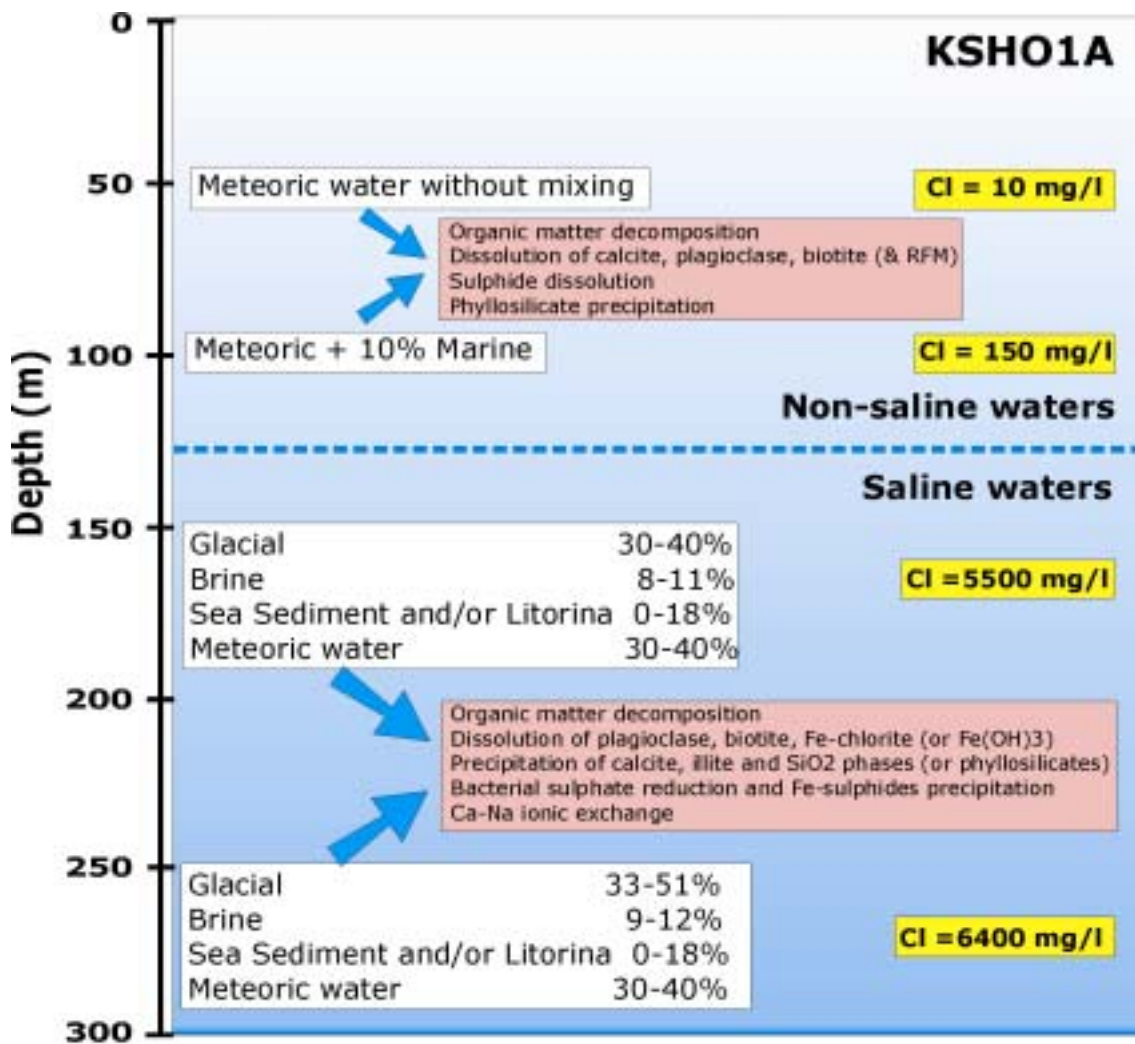 0
KSHO1A
50
Meteoric water without mixing
Cl = 10 mg/l
Organic matter decomposition
Dissolution of calcite, plagioclase, biotite (& RFM)
Sulphide dissolution
Phyllosilicate precipitation
100
Meteoric + 10% Marine
Cl = 150 mg/l
Non-saline waters
Depth (m)
Saline waters
150
Glacial 30-40%
Brine 8-11%
Sea Sediment and/or Litorina 0-18%
Meteoric water 30-40%
Cl =5500 mg/l
200
Organic matter decomposition
Dissolution of plagioclase, biotite, Fe-chlorite (or Fe(OH)3)
Precipitation of calcite, illite and SiO2 phases (or phyllosilicates)
Bacterial sulphate reduction and Fe-sulphides precipitation
Ca-Na ionic exchange
250
Glacial 33-51%
Brine 9-12%
Sea Sediment and/or Litorina 0-18%
Meteoric water 30-40%
Cl =6400 mg/l
300